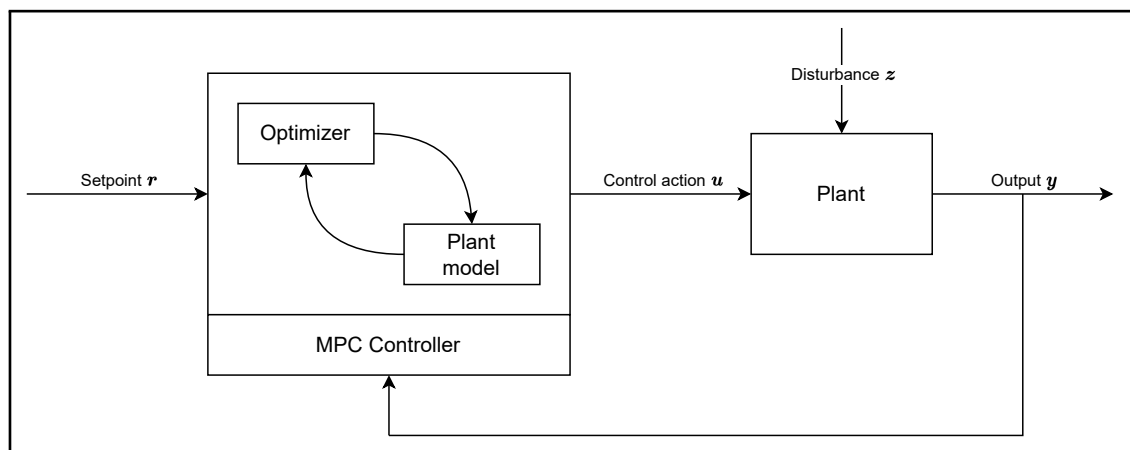 Disturbance z
Optimizer
Setpoint r
Control action u
Plant
Output y
Plant
model
MPC Controller